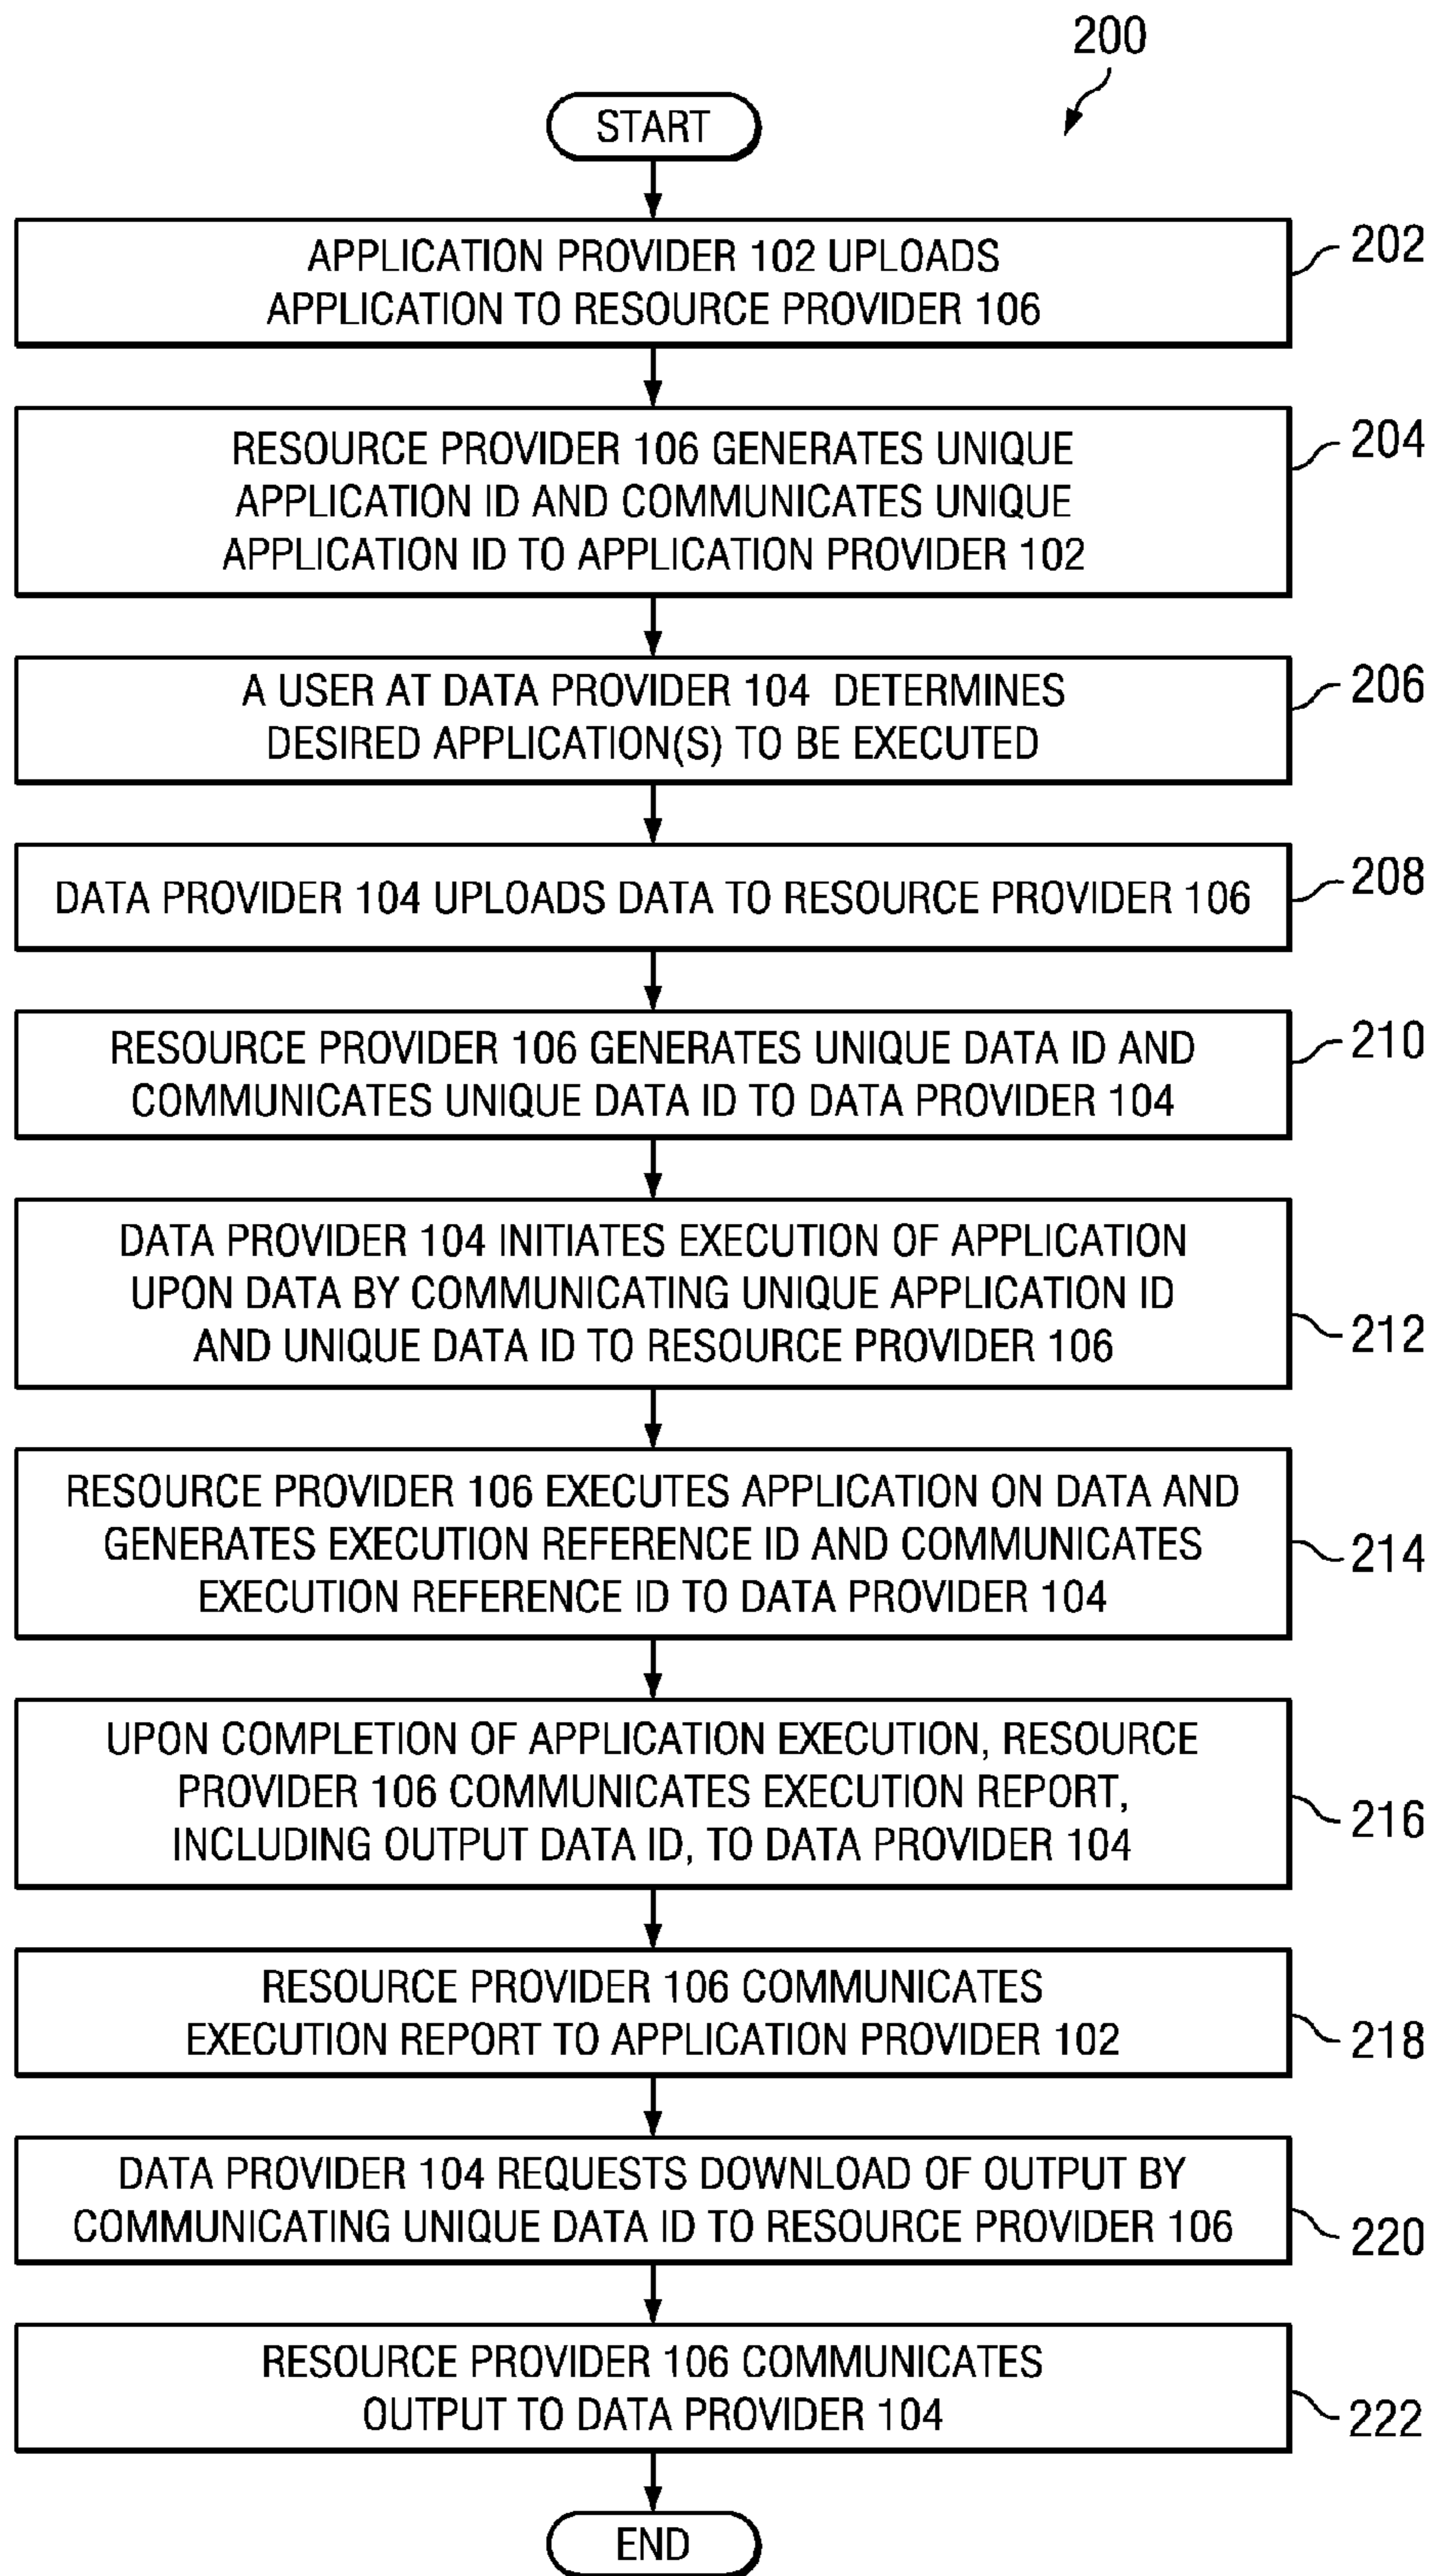 200
START
APPLICATION PROVIDER 102 UPLOADS
APPLICATION TO RESOURCE PROVIDER 106
202
RESOURCE PROVIDER 106 GENERATES UNIQUE
APPLICATION ID AND COMMUNICATES UNIQUE
APPLICATION ID TO APPLICATION PROVIDER 102
204
A USER AT DATA PROVIDER 104 DETERMINES
DESIRED APPLICATION(S) TO BE EXECUTED
206
DATA PROVIDER 104 UPLOADS DATA TO RESOURCE PROVIDER 106
208
RESOURCE PROVIDER 106 GENERATES UNIQUE DATA ID AND
COMMUNICATES UNIQUE DATA ID TO DATA PROVIDER 104
210
DATA PROVIDER 104 INITIATES EXECUTION OF APPLICATION
UPON DATA BY COMMUNICATING UNIQUE APPLICATION ID
AND UNIQUE DATA ID TO RESOURCE PROVIDER 106
212
RESOURCE PROVIDER 106 EXECUTES APPLICATION ON DATA AND
GENERATES EXECUTION REFERENCE ID AND COMMUNICATES
EXECUTION REFERENCE ID TO DATA PROVIDER 104
214
UPON COMPLETION OF APPLICATION EXECUTION, RESOURCE
PROVIDER 106 COMMUNICATES EXECUTION REPORT,
INCLUDING OUTPUT DATA ID, TO DATA PROVIDER 104
216
RESOURCE PROVIDER 106 COMMUNICATES
EXECUTION REPORT TO APPLICATION PROVIDER 102
218
DATA PROVIDER 104 REQUESTS DOWNLOAD OF OUTPUT BY
COMMUNICATING UNIQUE DATA ID TO RESOURCE PROVIDER 106
220
RESOURCE PROVIDER 106 COMMUNICATES
OUTPUT TO DATA PROVIDER 104
222
END